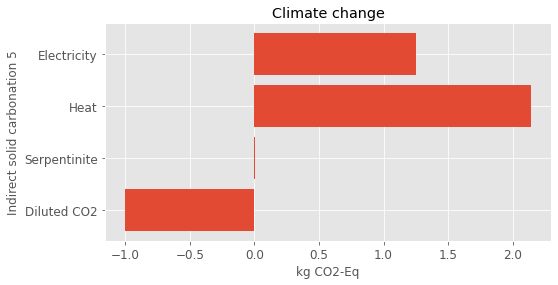 Climate change
Indirect solid carbonation 5
Electricity
Heat
Serpentinite
Diluted CO2
−1.0 −0.5 0.0 0.5 1.0 1.5 2.0
kg CO2-Eq